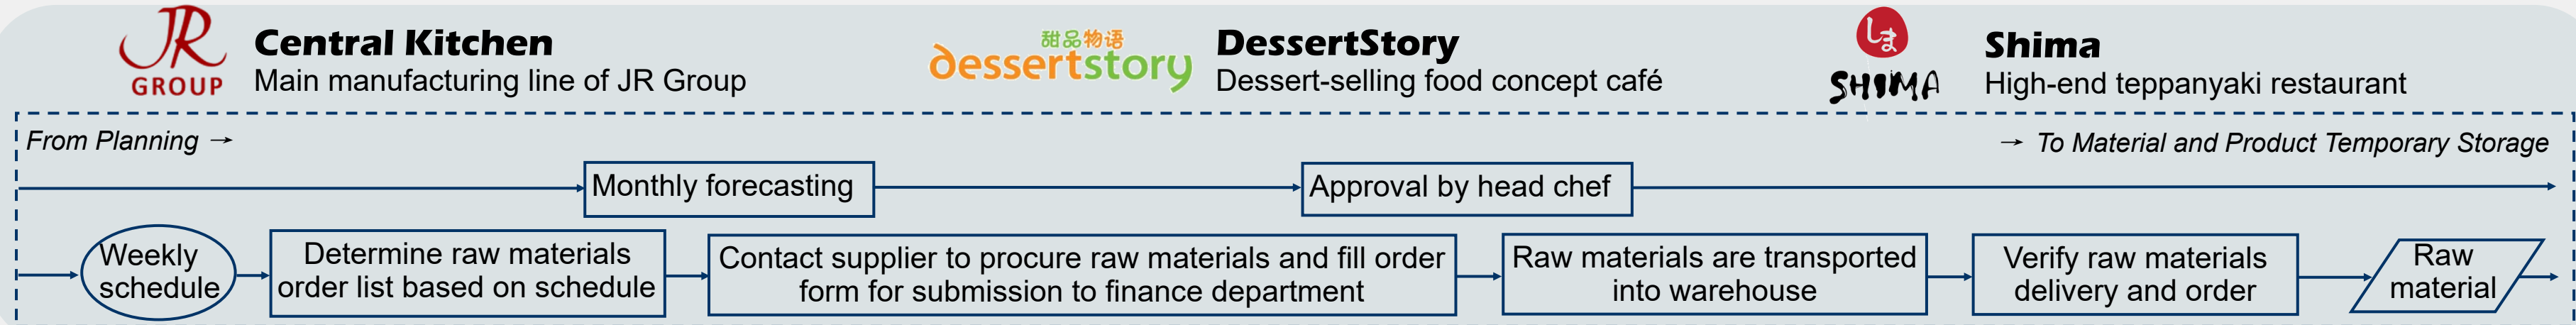 JR
GROUP
Central Kitchen
Main manufacturing line of JR Group
甜品物语
dessertstory
DessertStory
Dessert-selling food concept café
しま
SHIMA
Shima
High-end teppanyaki restaurant
From Planning →
→ To Material and Product Temporary Storage
Monthly forecasting
Approval by head chef
Weekly
schedule
Determine raw materials
order list based on schedule
Contact supplier to procure raw materials and fill order
form for submission to finance department
Raw materials are transported
into warehouse
Verify raw materials
delivery and order
Raw
material